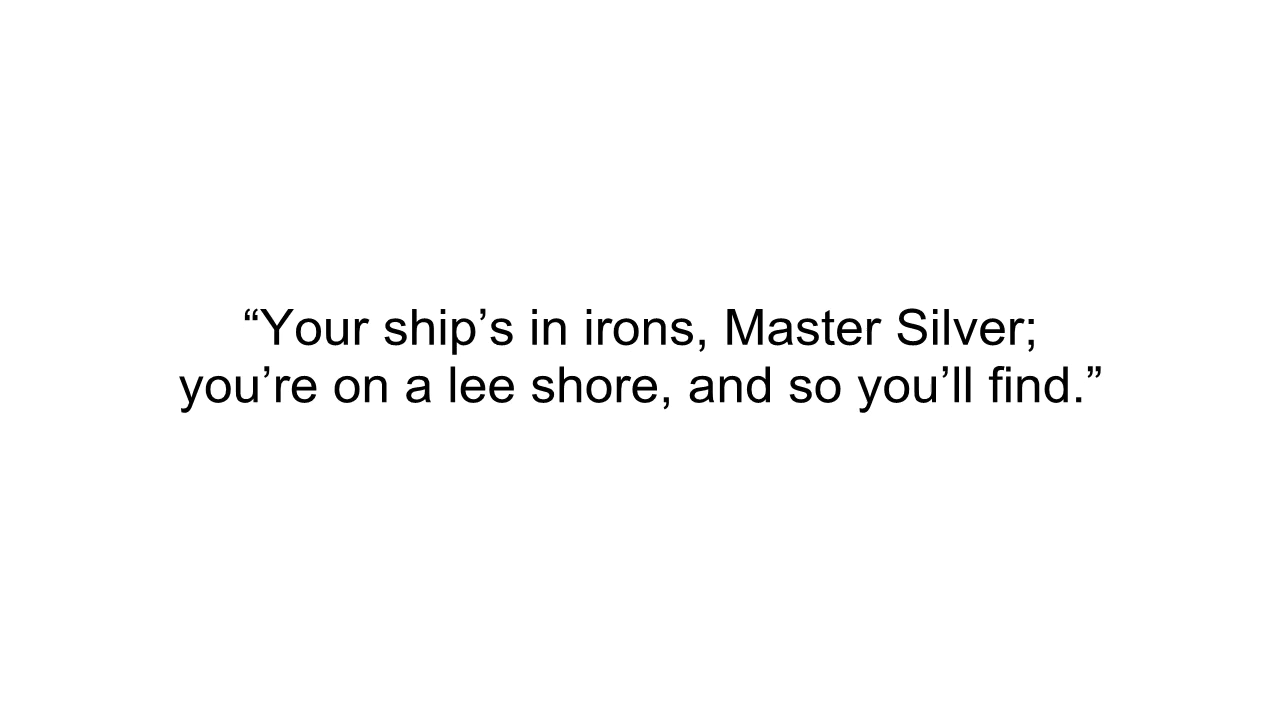 “Your ship’s in irons, Master Silver;
you’re on a lee shore, and so you’ll find.”